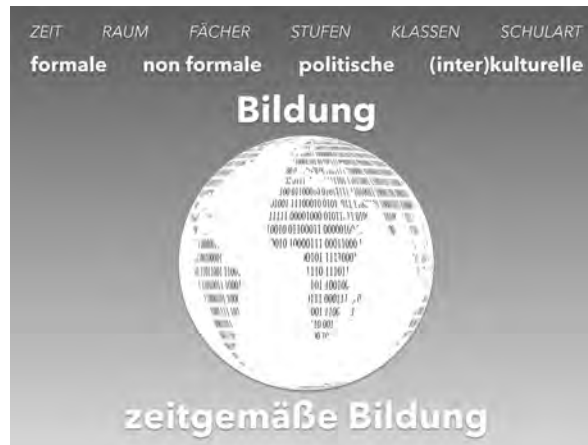 ZEIT RAUM FÄCHER STUFEN KLASSEN SCHULART
formale non formale politische (inter)kulturelle
Bildung
zeitgemäße Bildung